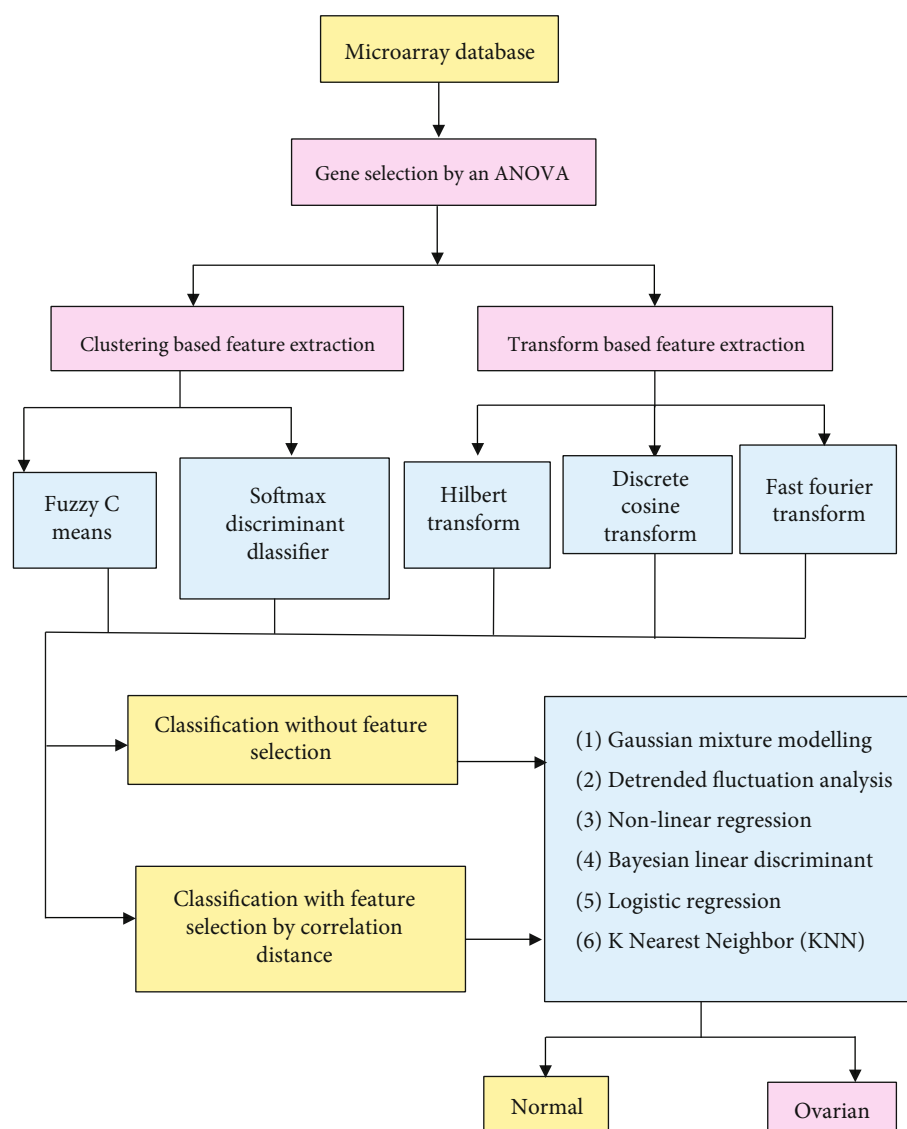 Microarray database
Gene selection by an ANOVA
Clustering based feature extraction
Transform based feature extraction
Fuzzy C
means
Softmax
discriminant
dlassifier
Hilbert
transform
Discrete
cosine
transform
Fast fourier
transform
Classification without feature
selection
Classification with feature
selection by correlation
distance
(1) Gaussian mixture modelling
(2) Detrended fluctuation analysis
(3) Non-linear regression
(4) Bayesian linear discriminant
(5) Logistic regression
(6) K Nearest Neighbor (KNN)
Normal
Ovarian